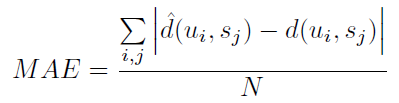 MAE = \frac{\sum_{i,j} \left| \hat{d}(u_i, s_j) - d(u_i, s_j) \right|}{N}